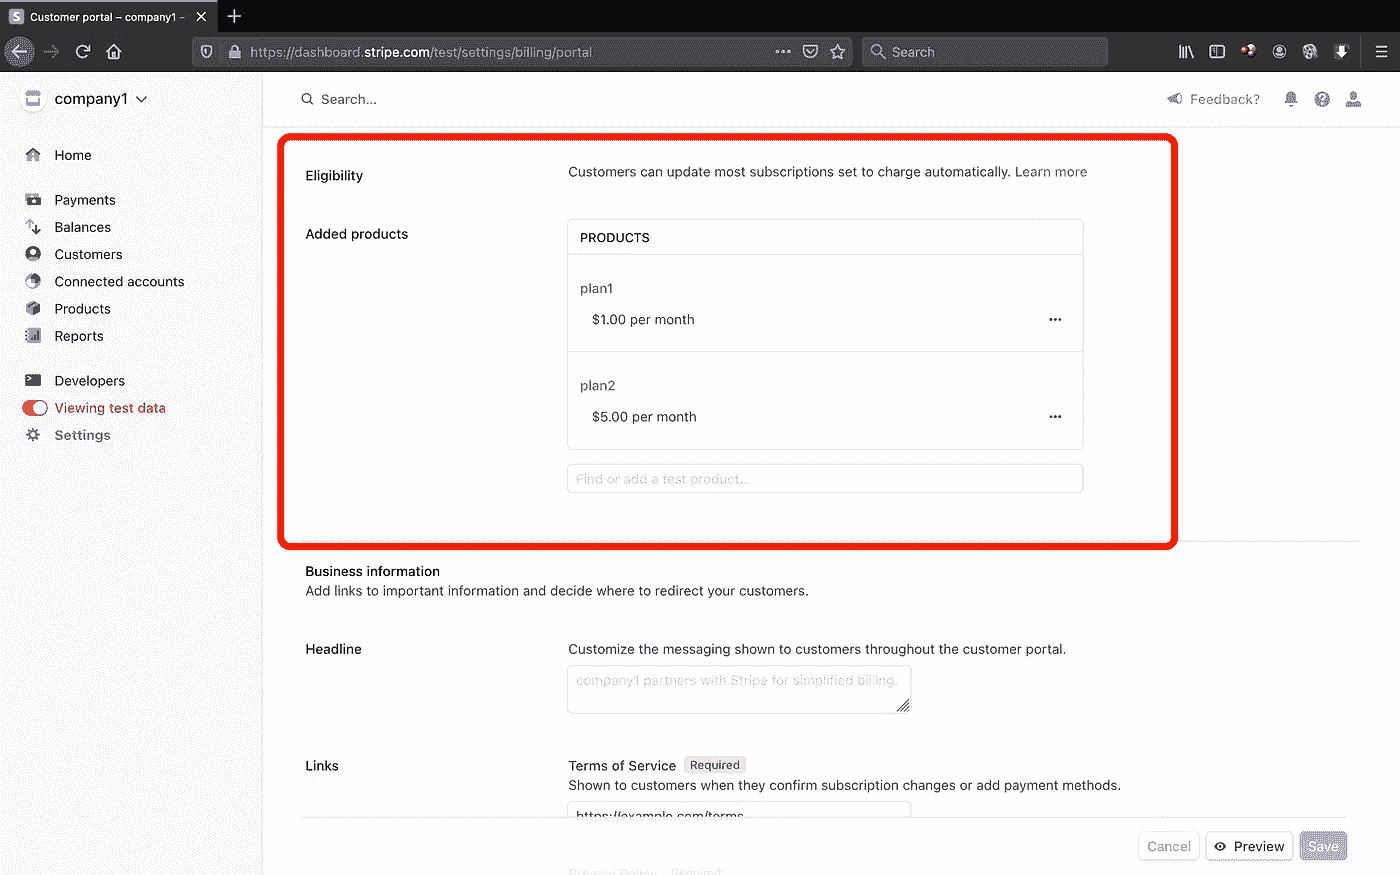 Customer portal – company1 –
https://dashboard.stripe.com/test/settings/billing/portal
Search
company1
Search...
Feedback?
Home
Payments
Balances
Customers
Connected accounts
Products
Reports
Developers
Viewing test data
Settings
Eligibility
Customers can update most subscriptions set to charge automatically. Learn more
Added products
PRODUCTS
plan1
$1.00 per month
plan2
$5.00 per month
Find or add a test product...
Business information
Add links to important information and decide where to redirect your customers.
Headline
Customize the messaging shown to customers throughout the customer portal.
company1 partners with Stripe for simplified billing.
Links
Terms of Service Required
Shown to customers when they confirm subscription changes or add payment methods.
https://example.com/terms
Cancel
Preview
Save
Privacy Policy Required